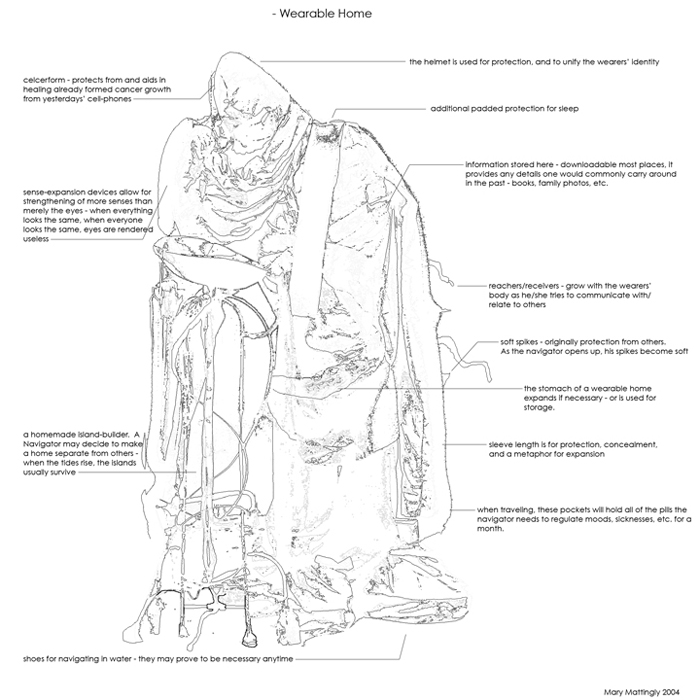 - Wearable Home
the helmet is used for protection, and to unify the wearers' identity
celcerform - protects from and aids in
healing already formed cancer growth
from yesterdays' cell-phones
additional padded protection for sleep
information stored here - downloadable most places, it
provides any details one would commonly carry around
in the past - books, family photos, etc.
sense-expansion devices allow for
strengthening of more senses than
merely the eyes - when everything
looks the same, when everyone
looks the same, eyes are rendered
useless
reachers/receivers - grow with the wearers'
body as he/she tries to communicate with/
relate to others
soft spikes - originally protection from others.
As the navigator opens up, his spikes become soft
the stomach of a wearable home
expands if necessary - or is used for
storage.
a homemade island-builder. A
Navigator may decide to make
a home separate from others -
when the tides rise, the islands
usually survive
sleeve length is for protection, concealment,
and a metaphor for expansion
when traveling, these pockets will hold all of the pills the
navigator needs to regulate moods, sicknesses, etc. for a
month.
shoes for navigating in water - they may prove to be necessary anytime
Mary Mattingly 2004